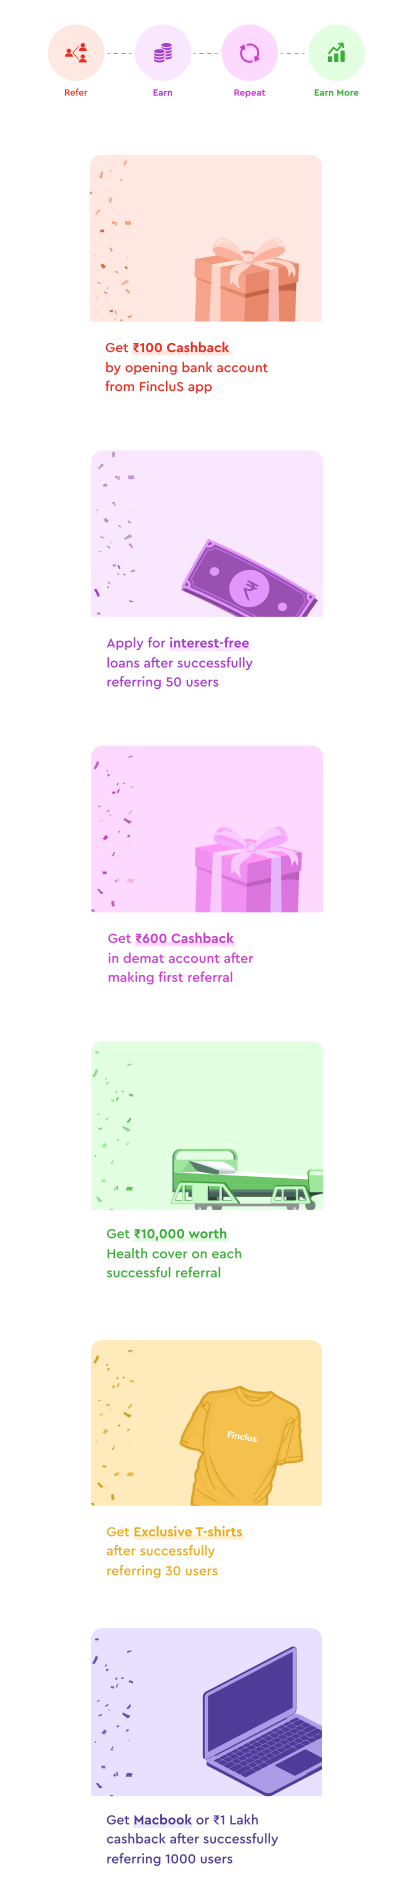 Refer
Earn
Repeat
Earn More
Get ₹100 Cashback
by opening bank account
from FincluS app
Apply for interest-free
loans after successfully
referring 50 users
Get ₹600 Cashback
in demat account after
making first referral
Get ₹10,000 worth
Health cover on each
successful referral
Finclus
Get Exclusive T-shirts
after successfully
referring 30 users
Get Macbook or ₹1 Lakh
cashback after successfully
referring 1000 users